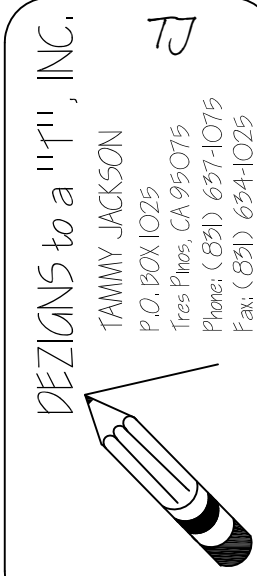 DEZIGNS to a "T", INC.
TAMMY JACKSON
P.O. BOX 1025
Tres Pinos, CA 95075
Phone: (831) 637-1075
Fax: (831) 634-1025
TJ